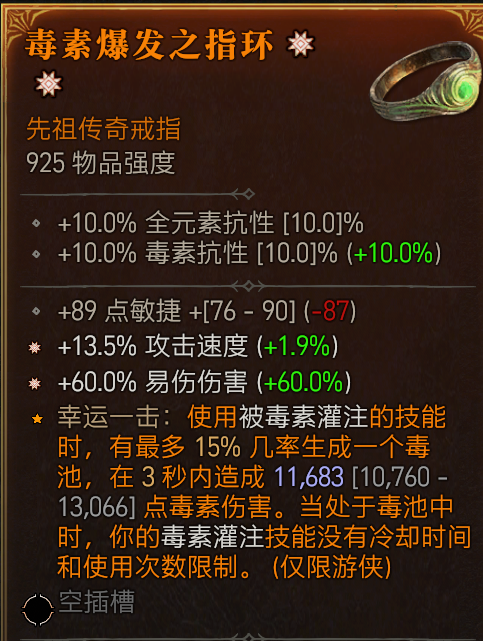 毒素爆发之指环
先祖传奇戒指
925 物品强度
+10.0% 全元素抗性 [10.0]%
+10.0% 毒素抗性 [10.0]% (+10.0%)
+89 点敏捷 +[76 - 90] (-87)
+13.5% 攻击速度 (+1.9%)
+60.0% 易伤伤害 (+60.0%)
幸运一击：使用被毒素灌注的技能
时，有最多 15% 几率生成一个毒
池，在 3 秒内造成 11,683 [10,760 -
13,066] 点毒素伤害。当处于毒池中
时，你的毒素灌注技能没有冷却时间
和使用次数限制。 (仅限游侠)
空插槽